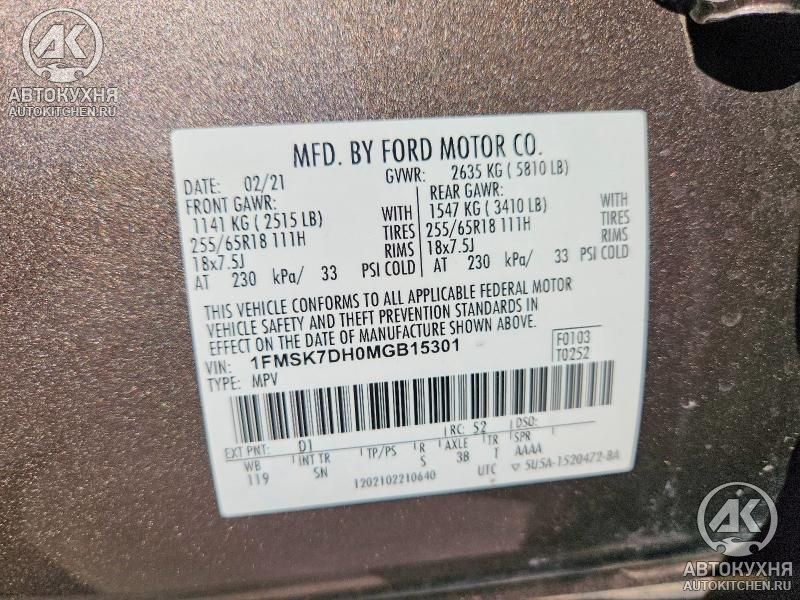 АК
АВТОКУХНЯ
AUTOKITCHEN.RU
MFD. BY FORD MOTOR CO.
DATE: 02/21 GVWR: 2635 KG ( 5810 LB)
FRONT GAWR: REAR GAWR:
1141 KG ( 2515 LB) WITH 1547 KG ( 3410 LB) WITH
255/65R18 111H TIRES 255/65R18 111H TIRES
18x7.5J RIMS 18x7.5J RIMS
AT 230 kPa/ 33 PSI COLD AT 230 kPa/ 33 PSI COLD
THIS VEHICLE CONFORMS TO ALL APPLICABLE FEDERAL MOTOR
VEHICLE SAFETY AND THEFT PREVENTION STANDARDS IN
EFFECT ON THE DATE OF MANUFACTURE SHOWN ABOVE.
VIN: 1FMSK7DH0MGB15301 F0103
TYPE: MPV T0252
EXT PNT: D1 RC: 52 DSO:
WB INT TR TP/PS R AXLE TR SPR
119 SN S 3B T AAAA
1202102210640 UTC ▽ 5U5A-1520472-BA
АК
АВТОКУХНЯ
AUTOKITCHEN.RU